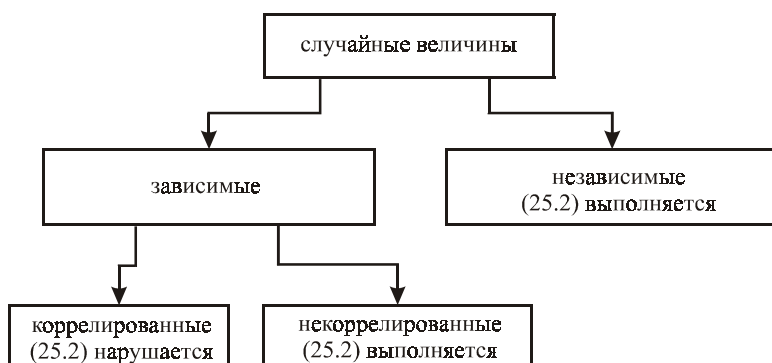 случайные величины
зависимые
независимые
(25.2) выполняется
коррелированные
(25.2) нарушается
некоррелированные
(25.2) выполняется